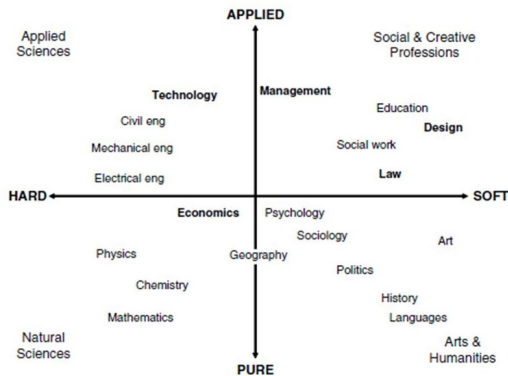 APPLIED
Applied
Sciences
Social & Creative
Professions
Technology
Management
Education
Civil eng
Design
Mechanical eng
Social work
Electrical eng
Law
HARD
SOFT
Economics
Psychology
Sociology
Art
Physics
Geography
Politics
Chemistry
History
Mathematics
Languages
Natural
Sciences
Arts &
Humanities
PURE